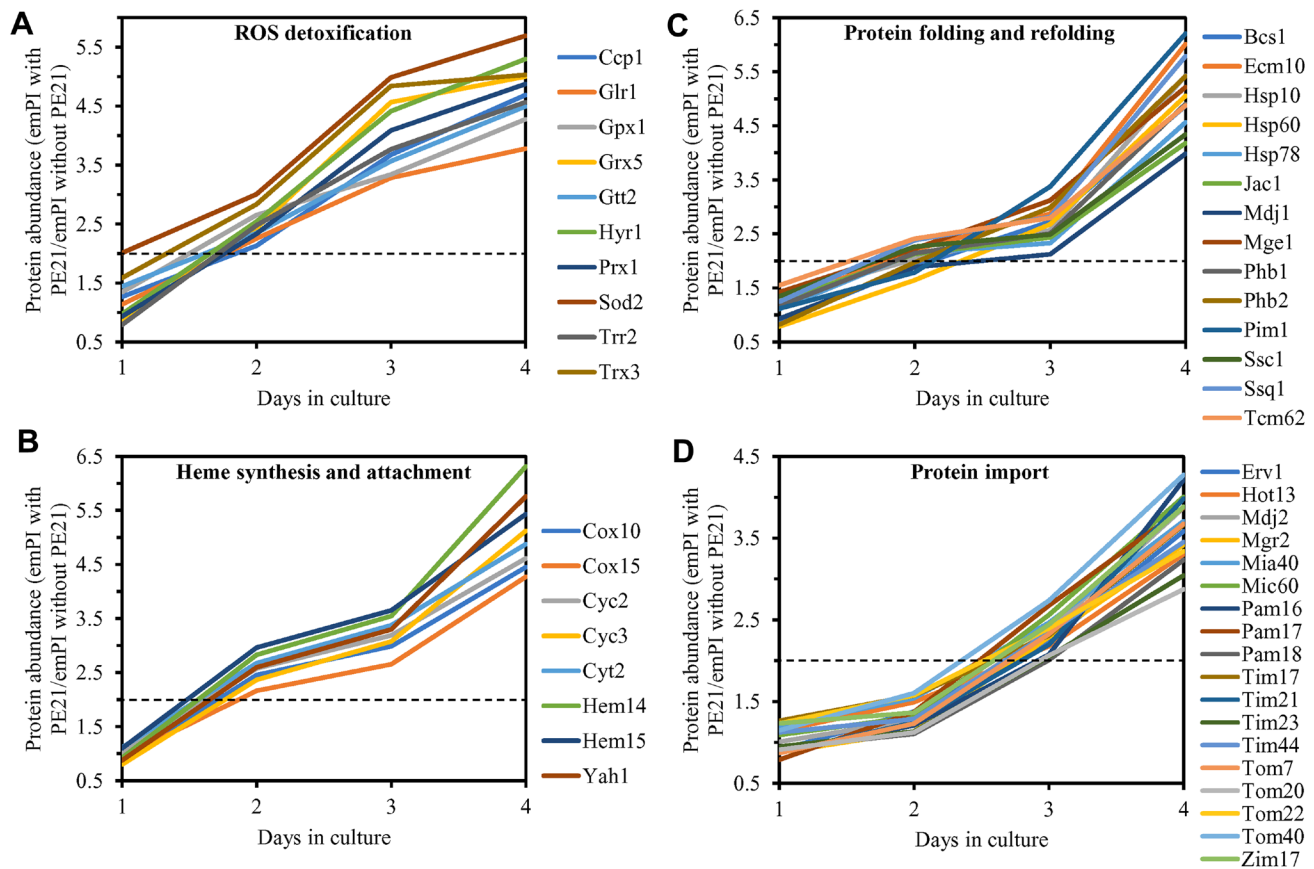 A
ROS detoxification
Protein abundance (emPI with
PE21/emPI without PE21)
5.5
4.5
3.5
2.5
1.5
0.5
1 2 3 4
Days in culture
Ccp1
Glr1
Gpx1
Grx5
Gtt2
Hyr1
Prx1
Sod2
Trr2
Trx3
B
Heme synthesis and attachment
Protein abundance (emPI with
PE21/emPI without PE21)
6.5
5.5
4.5
3.5
2.5
1.5
0.5
1 2 3 4
Days in culture
Cox10
Cox15
Cyc2
Cyc3
Cyt2
Hem14
Hem15
Yah1
C
Protein folding and refolding
Protein abundance (emPI with
PE21/emPI without PE21)
6.5
5.5
4.5
3.5
2.5
1.5
0.5
1 2 3 4
Days in culture
Bcs1
Ecm10
Hsp10
Hsp60
Hsp78
Jac1
Mdj1
Mge1
Phb1
Phb2
Pim1
Ssc1
Ssq1
Tcm62
D
Protein import
Protein abundance (emPI with
PE21/emPI without PE21)
4.5
3.5
2.5
1.5
0.5
1 2 3 4
Days in culture
Erv1
Hot13
Mdj2
Mgr2
Mia40
Mic60
Pam16
Pam17
Pam18
Tim17
Tim21
Tim23
Tim44
Tom7
Tom20
Tom22
Tom40
Zim17